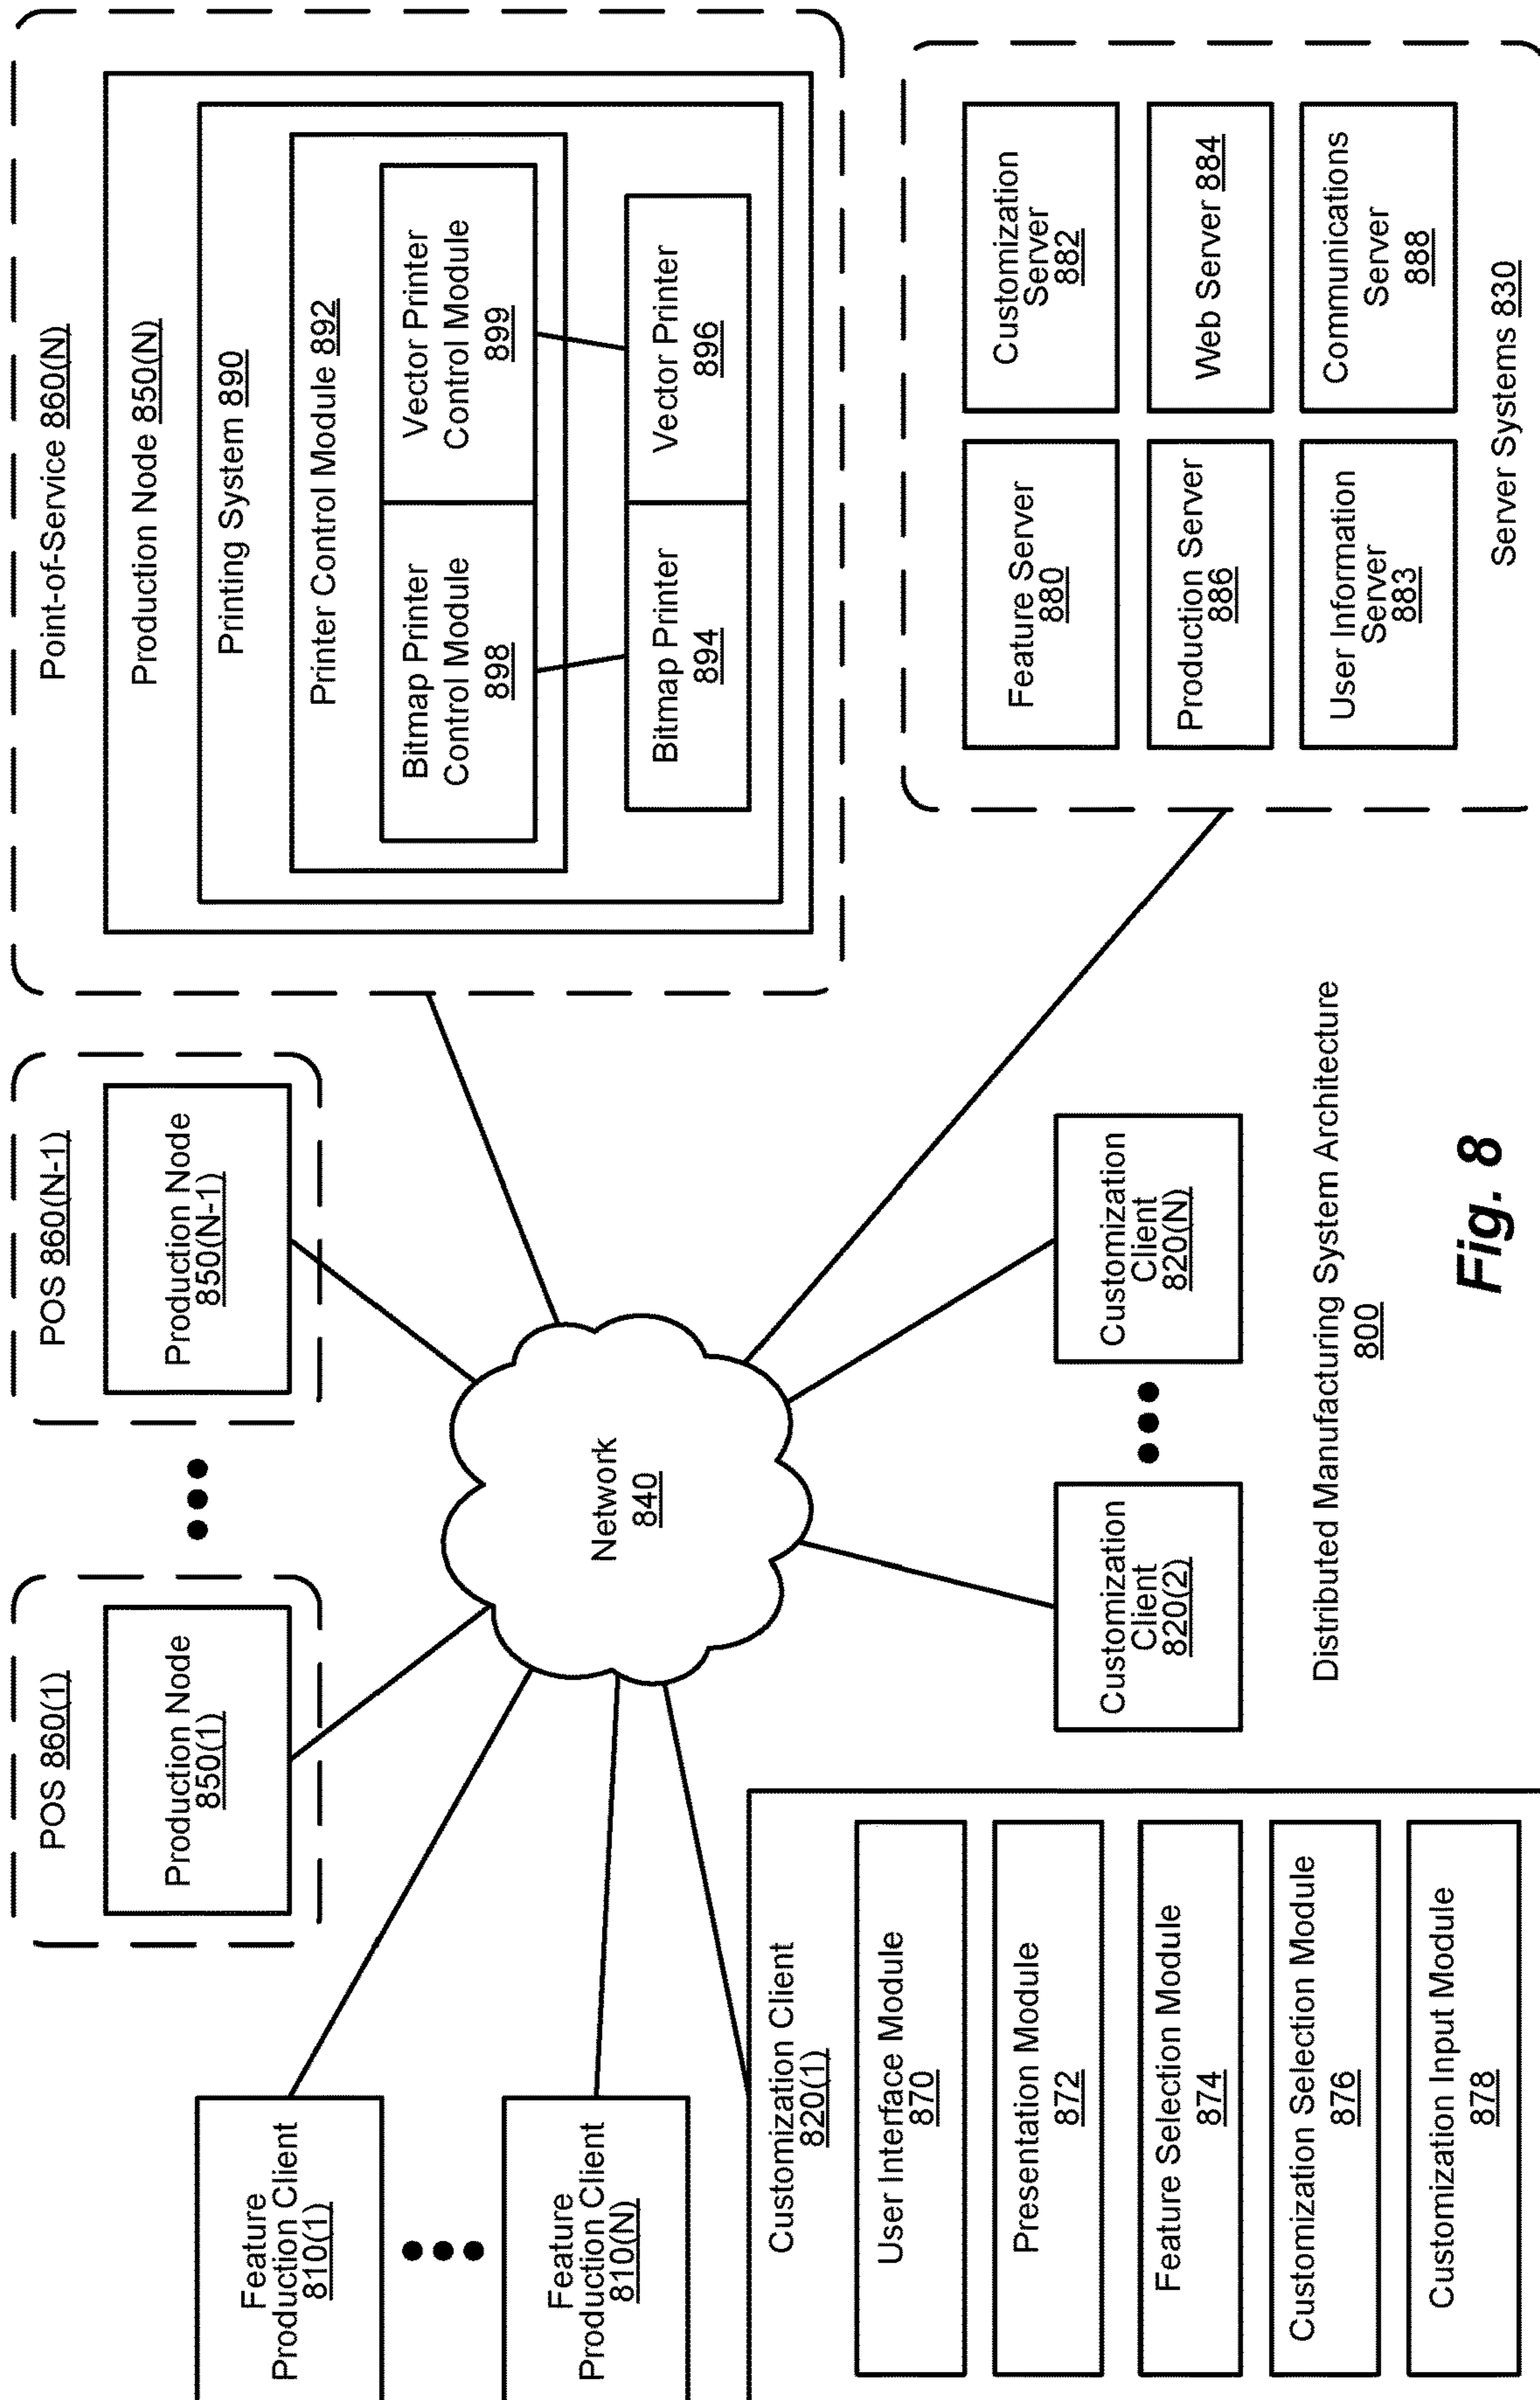 Feature
Production Client
810(1)
Feature
Production Client
810(N)
Customization Client
820(1)
User Interface Module
870
Presentation Module
872
Feature Selection Module
874
Customization Selection Module
876
Customization Input Module
878
POS 860(1)
Production Node
850(1)
POS 860(N-1)
Production Node
850(N-1)
Network
840
Customization
Client
820(2)
Customization
Client
820(N)
Point-of-Service 860(N)
Production Node 850(N)
Printing System 890
Printer Control Module 892
Bitmap Printer
Control Module
898
Vector Printer
Control Module
899
Bitmap Printer
894
Vector Printer
896
Feature Server
880
Customization
Server
882
Production Server
886
Web Server 884
User Information
Server
883
Communications
Server
888
Server Systems 830
Distributed Manufacturing System Architecture
800
Fig. 8